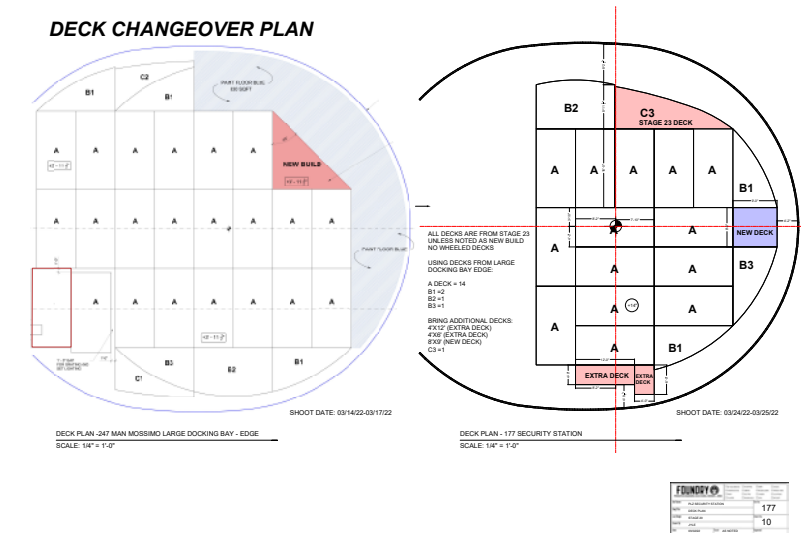 DECK CHANGEOVER PLAN
C2
B1
B1
PAINT FLOOR BLUE
A
A
A
A
A
A
NEW BUILD
A
A
A
A
A
A
A
A
A
A
A
A
A
A
PAINT FLOOR BLUE
A
C1
B3
B2
B1
SHOOT DATE: 03/14/22-03/17/22
DECK PLAN -247 MAN MOSSIMO LARGE DOCKING BAY - EDGE
SCALE: 1/4" = 1'-0"
B2
C3
STAGE 23 DECK
A
A
A
A
A
B1
NEW DECK
ALL DECKS ARE FROM STAGE 23
UNLESS NOTED AS NEW BUILD
NO WHEELED DECKS
USING DECKS FROM LARGE
DOCKING BAY EDGE:
A DECK = 14
B1 =2
B2 =1
B3 =1
BRING ADDITIONAL DECKS:
4'X12' (EXTRA DECK)
4'X6' (EXTRA DECK)
8'X9' (NEW DECK)
C3 =1
A
A
A
A
A
B3
A
A
A
A
B1
EXTRA DECK
EXTRA
DECK
SHOOT DATE: 03/24/22-03/25/22
DECK PLAN - 177 SECURITY STATION
SCALE: 1/4" = 1'-0"
FOUNDRY
177
DECK PLAN
10